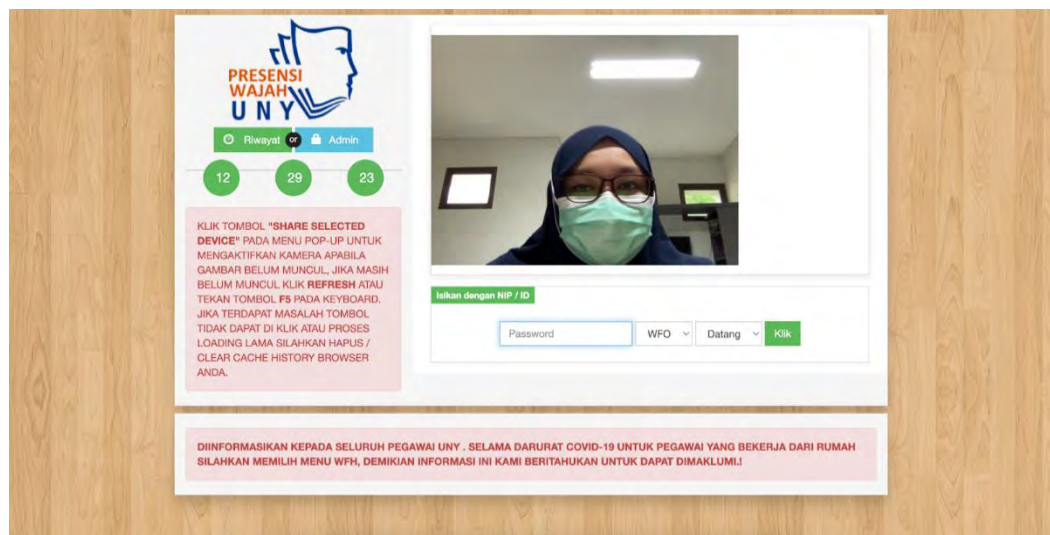 PRESENSI
WAJAH
UNY
Riwayat or Admin
12 29 23
KLIK TOMBOL "SHARE SELECTED
DEVICE" PADA MENU POP-UP UNTUK
MENGAKTIFKAN KAMERA APABILA
GAMBAR BELUM MUNCUL, JIKA MASIH
BELUM MUNCUL KLIK REFRESH ATAU
TEKAN TOMBOL F5 PADA KEYBOARD.
JIKA TERDAPAT MASALAH TOMBOL
TIDAK DAPAT DI KLIK ATAU PROSES
LOADING LAMA SILAHKAN HAPUS /
CLEAR CACHE HISTORY BROWSER
ANDA.
Isikan dengan NIP / ID
Password WFO Datang Klik
DIINFORMASIKAN KEPADA SELURUH PEGAWAI UNY . SELAMA DARURAT COVID-19 UNTUK PEGAWAI YANG BEKERJA DARI RUMAH
SILAHKAN MEMILIH MENU WFH, DEMIKIAN INFORMASI INI KAMI BERITAHUKAN UNTUK DAPAT DIMAKLUMI.!